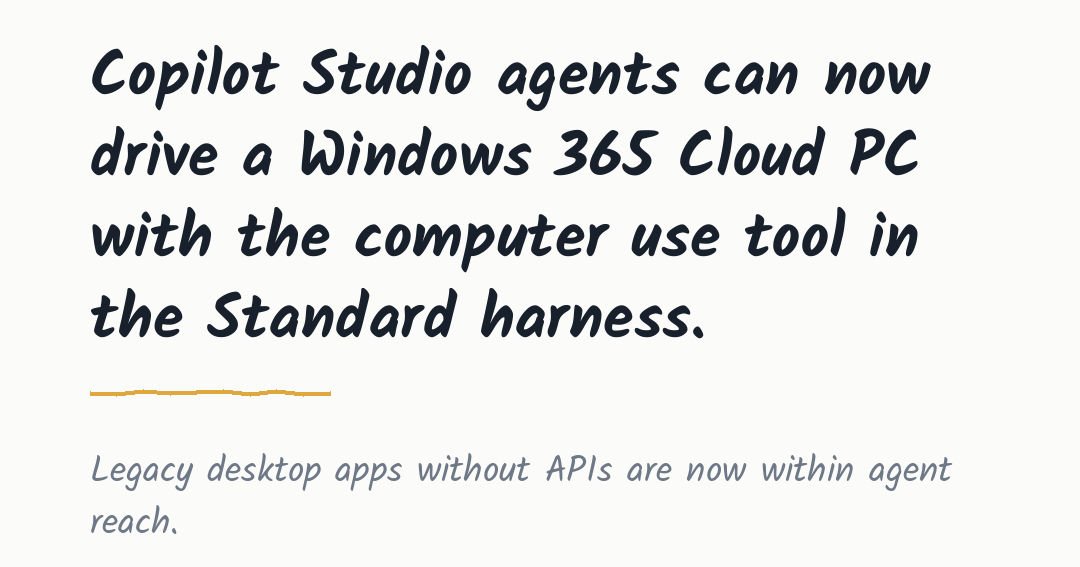 Copilot Studio agents can now
drive a Windows 365 Cloud PC
with the computer use tool in
the Standard harness.
Legacy desktop apps without APIs are now within agent
reach.